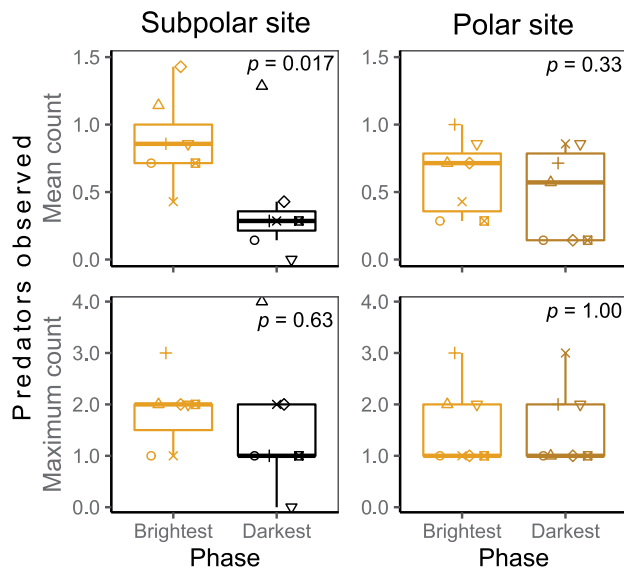 Subpolar site
Polar site
Predators observed
Mean count
1.5
1.0
0.5
0.0
p = 0.017
1.5
1.0
0.5
0.0
p = 0.33
Maximum count
4.0
3.0
2.0
1.0
0.0
p = 0.63
4.0
3.0
2.0
1.0
0.0
p = 1.00
Brightest
Darkest
Brightest
Darkest
Phase
Phase